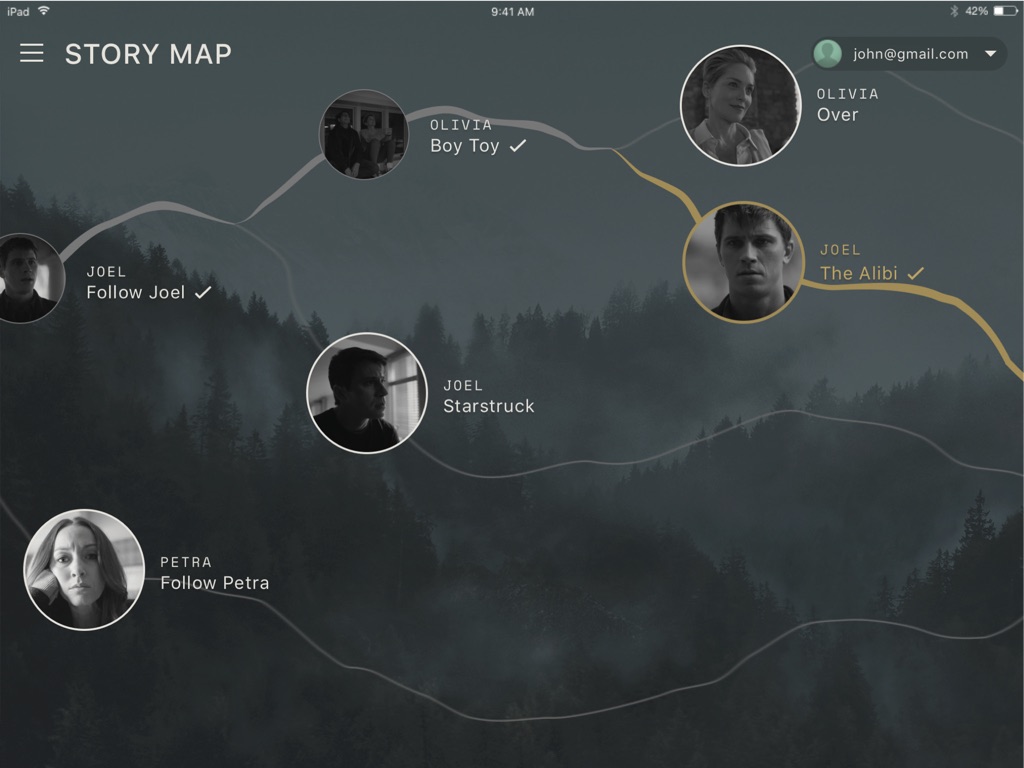 iPad 9:41 AM 42%
STORY MAP
john@gmail.com
OLIVIA
Over
OLIVIA
Boy Toy
JOEL
The Alibi
JOEL
Follow Joel
JOEL
Starstruck
PETRA
Follow Petra